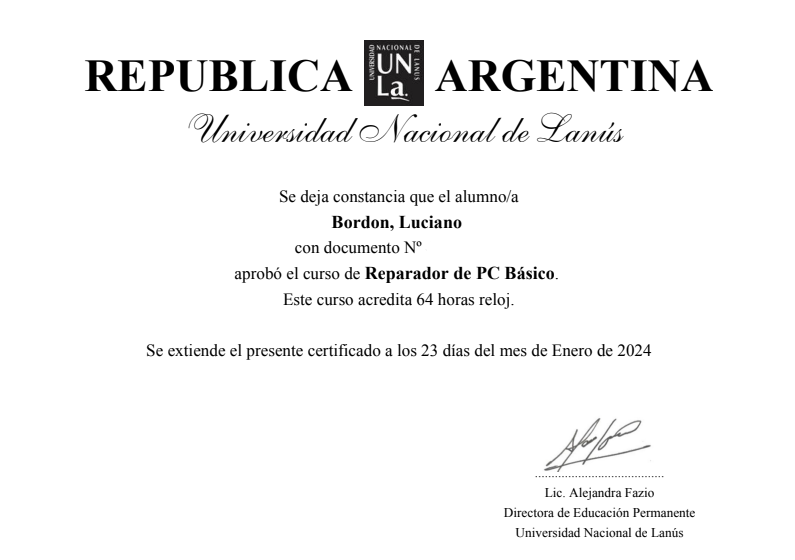 REPUBLICA ARGENTINA
UNIVERSIDAD NACIONAL DE LANUS
UN
La.
Universidad Nacional de Lanús
Se deja constancia que el alumno/a
Bordon, Luciano
con documento Nº
aprobó el curso de Reparador de PC Básico.
Este curso acredita 64 horas reloj.
Se extiende el presente certificado a los 23 días del mes de Enero de 2024
Lic. Alejandra Fazio
Directora de Educación Permanente
Universidad Nacional de Lanús